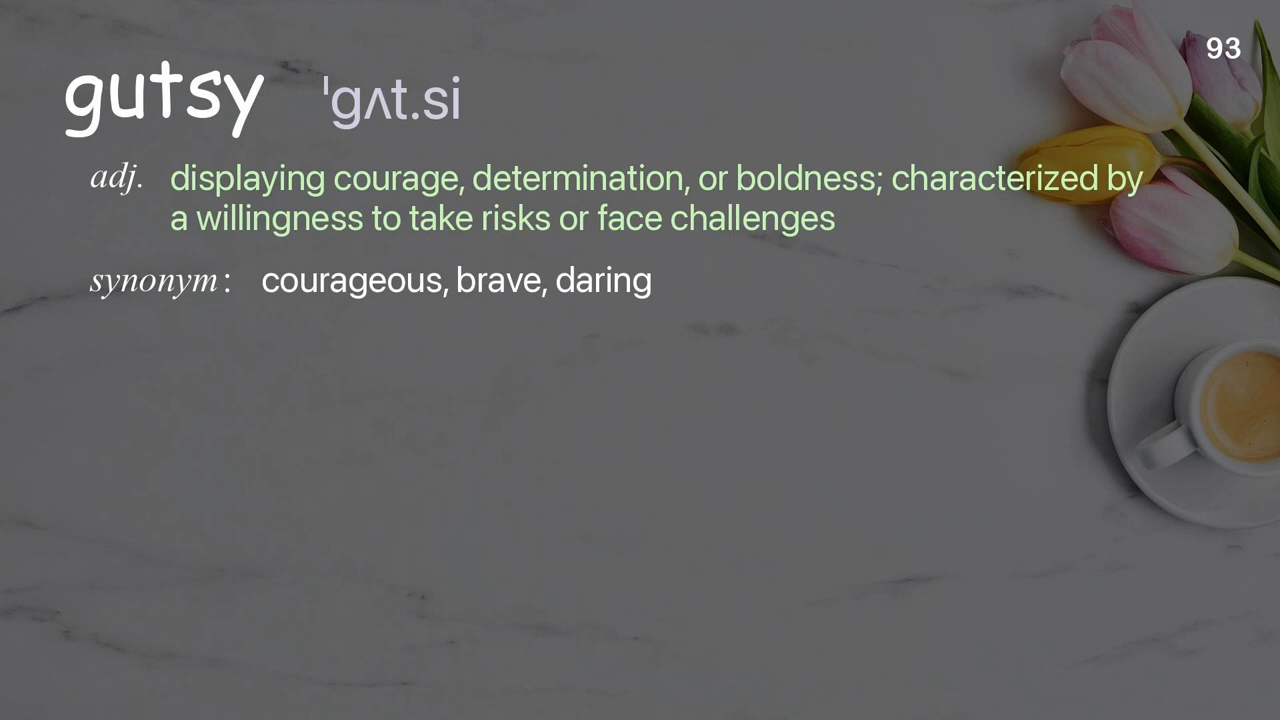 93
gutsy ˈɡʌt.si
adj. displaying courage, determination, or boldness; characterized by
a willingness to take risks or face challenges
synonym: courageous, brave, daring